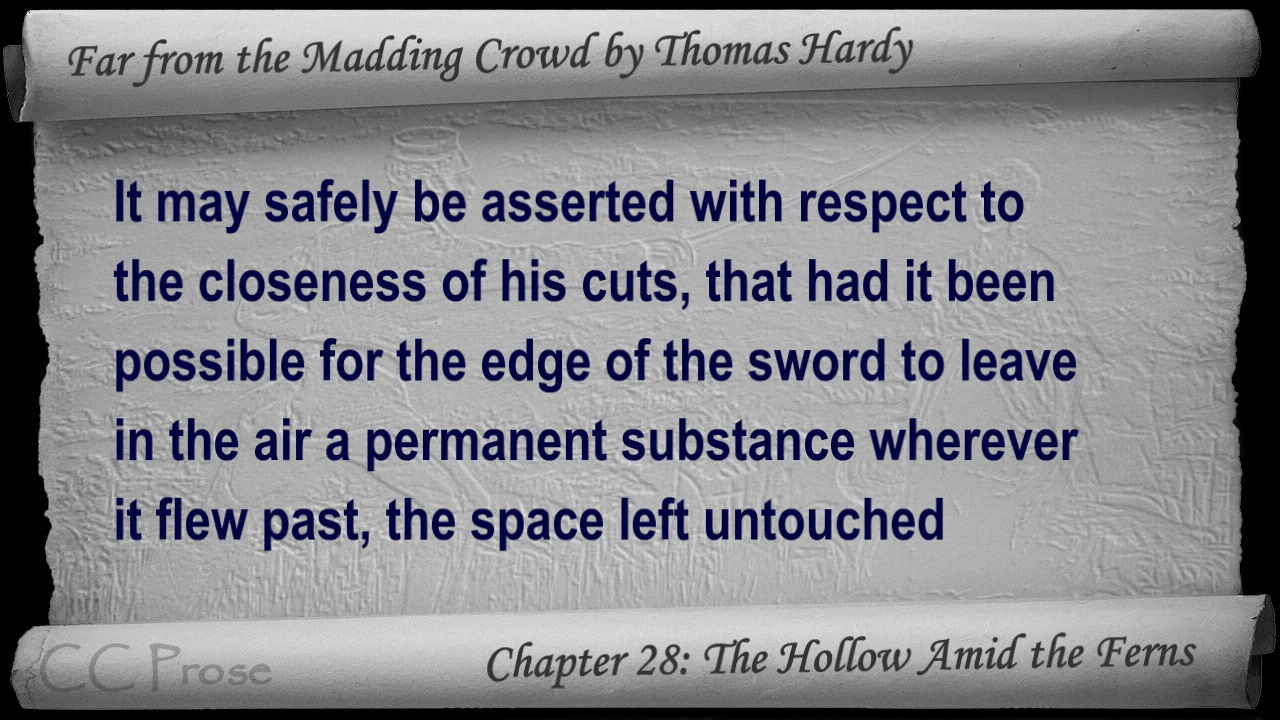 Far from the Madding Crowd by Thomas Hardy
It may safely be asserted with respect to
the closeness of his cuts, that had it been
possible for the edge of the sword to leave
in the air a permanent substance wherever
it flew past, the space left untouched
CC Prose
Chapter 28: The Hollow Amid the Ferns